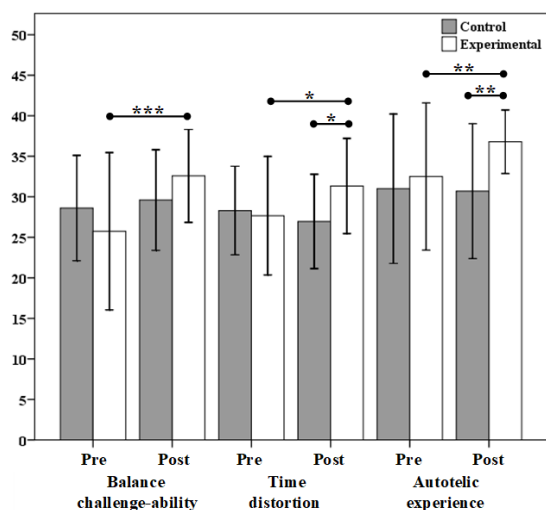 50
45
40
35
30
25
20
15
10
5
0
Control
Experimental
***
*
*
**
**
Pre Post Pre Post Pre Post
Balance challenge-ability
Time distortion
Autotelic experience